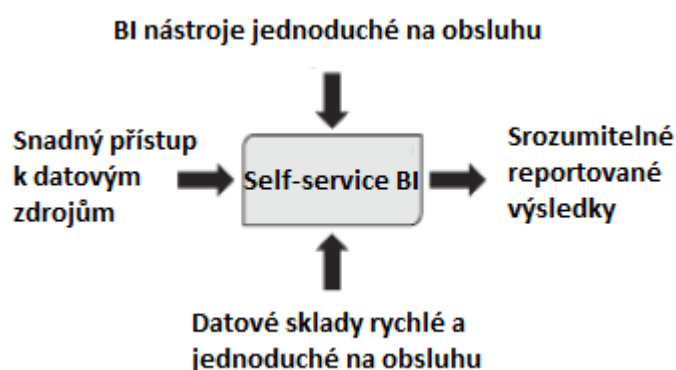 BI nástroje jednoduché na obsluhu
Snadný přístup
k datovým
zdrojům
Self-service BI
Srozumitelné
reportované
výsledky
Datové sklady rychlé a
jednoduché na obsluhu